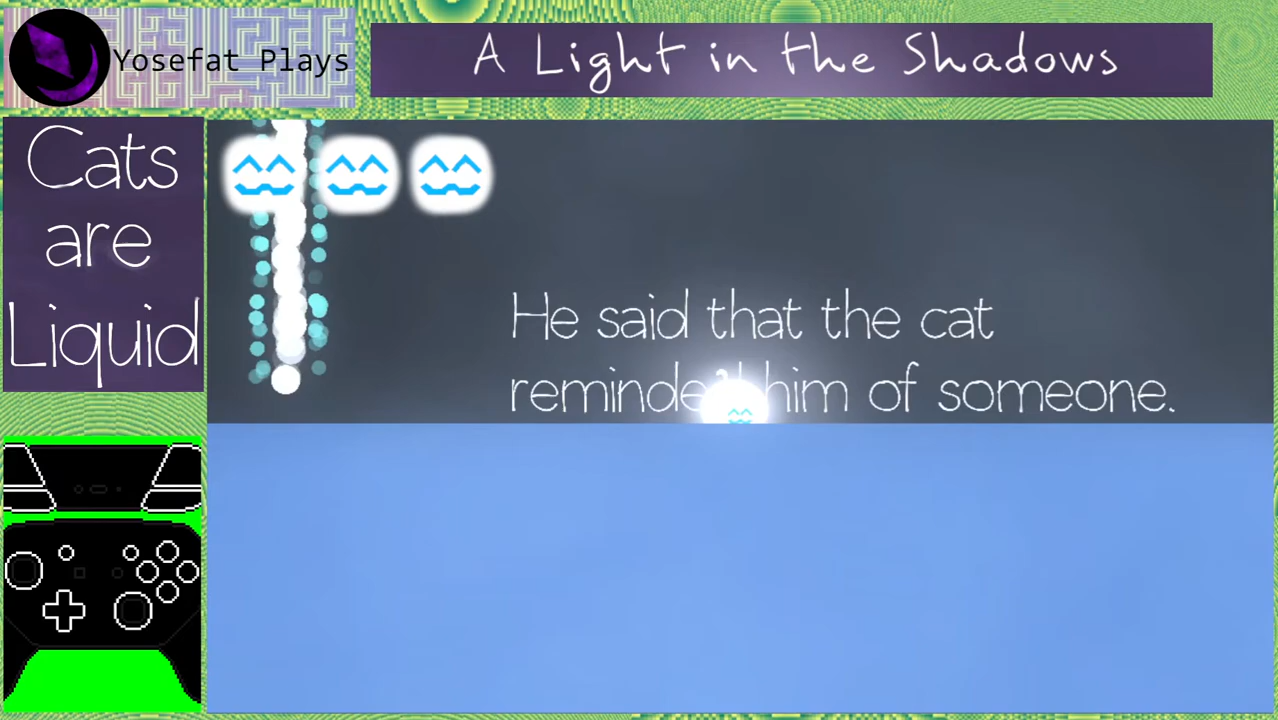 Yosefat Plays
A Light in the Shadows
Cats
are
Liquid
He said that the cat
reminded him of someone.